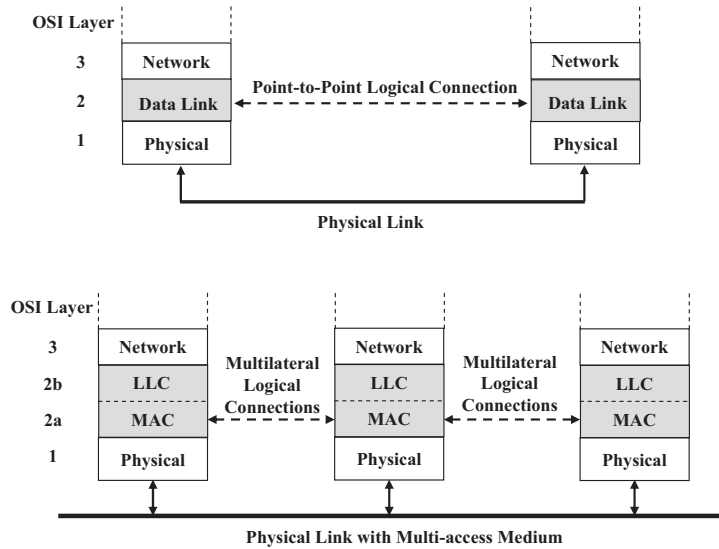 OSI Layer
3 Network Network
2 Data Link Point-to-Point Logical Connection Data Link
1 Physical Physical
Physical Link
OSI Layer
3 Network Network Network
Multilateral Logical Connections Multilateral Logical Connections
2b LLC LLC LLC
2a MAC MAC MAC
1 Physical Physical Physical
Physical Link with Multi-access Medium